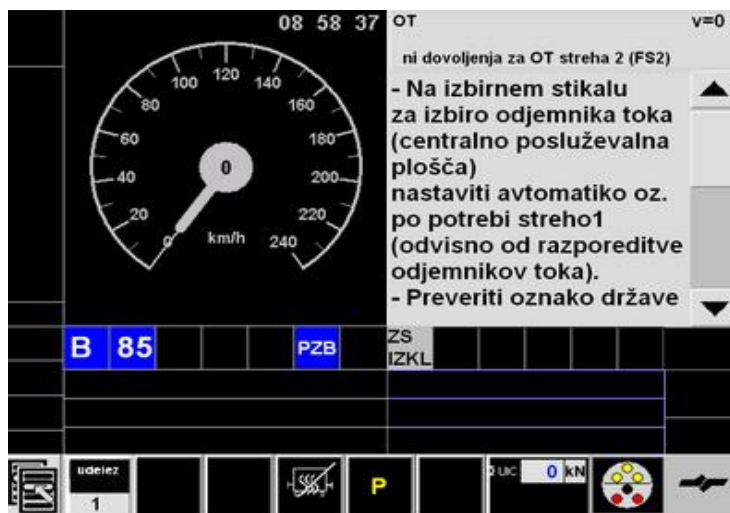 08 58 37
OT v=0
ni dovoljenja za OT streha 2 (FS2)
- Na izbirnem stikalu
za izbiro odjemnika toka
(centralno posluževalna
plošča)
nastaviti avtomatiko oz.
po potrebi streho1
(odvisno od razporeditve
odjemnikov toka).
- Preveriti oznako države
0 20 40 60 80 100 120 140 160 180 200 220 240
0
km/h
B 85 PZB
ZS
IZKL
udelez
1
P
UIC 0 kN